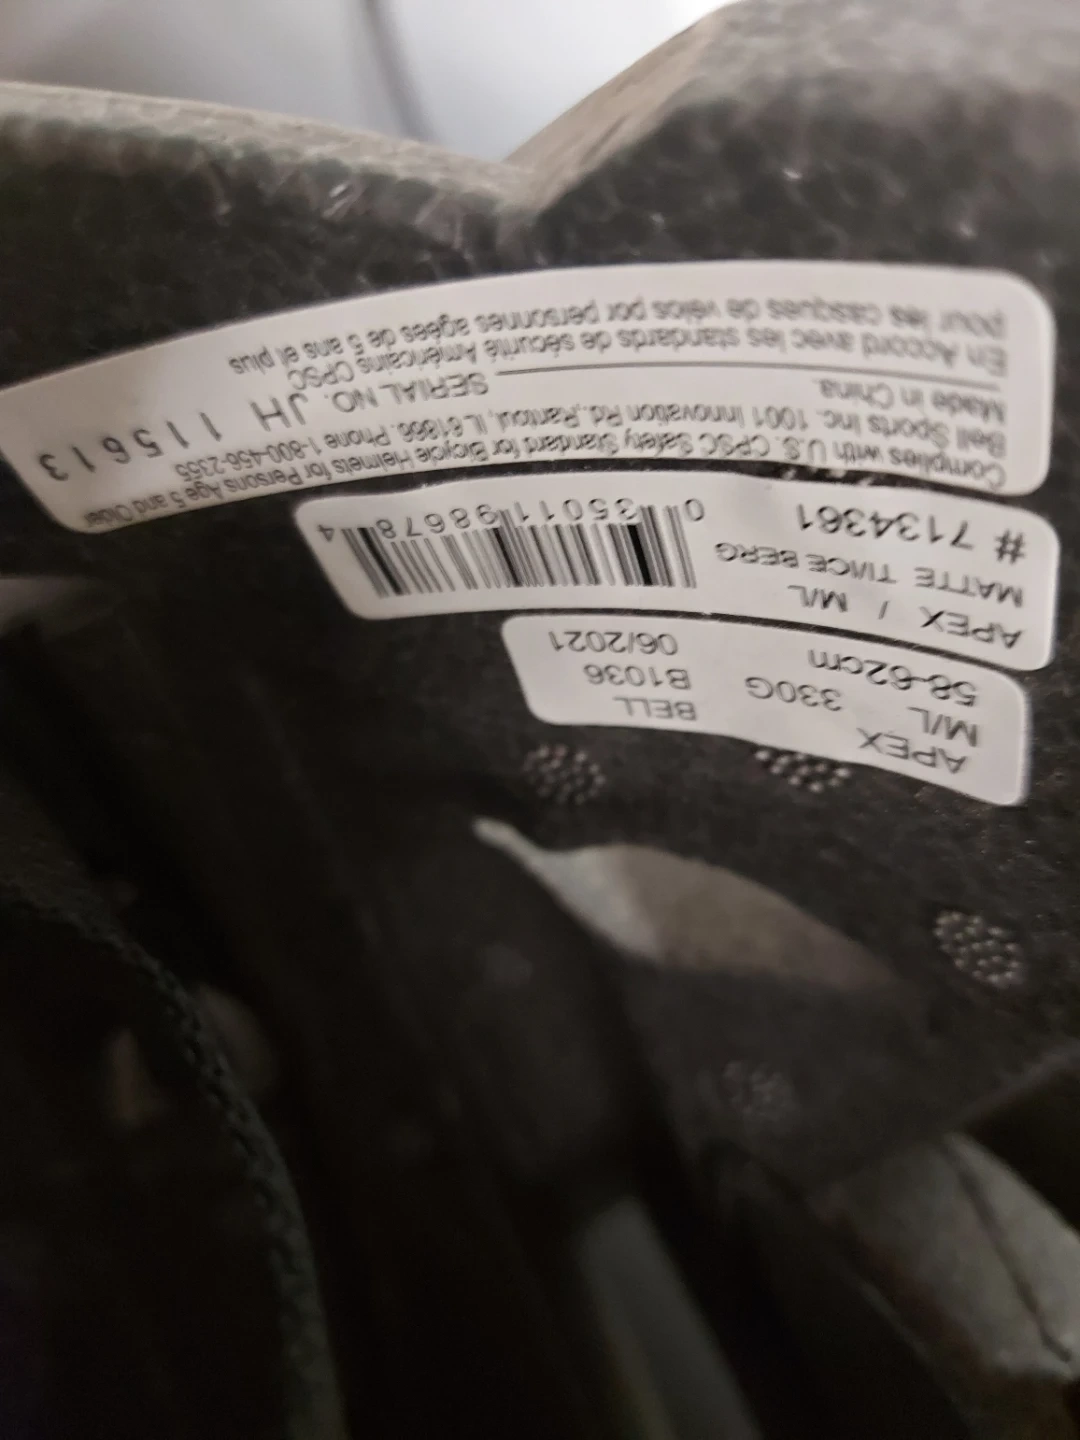 APEX
M/L 330G BELL
58-62cm B1036
06/2021
APEX / M/L
MATTE TWICE BERG
# 7134361
0 35011 98678 4
Complies with U.S. CPSC Safety Standard for Bicycle Helmets for Persons Age 5 and Older
Bell Sports Inc. 1001 Innovation Rd., Rantoul, IL 61866. Phone 1-800-456-2355
Made in China.
SERIAL NO. JH 115613
En Accord avec les standards de sécurité Américains CPSC
pour les casques de vélos por personnes agées de 5 ans et plus